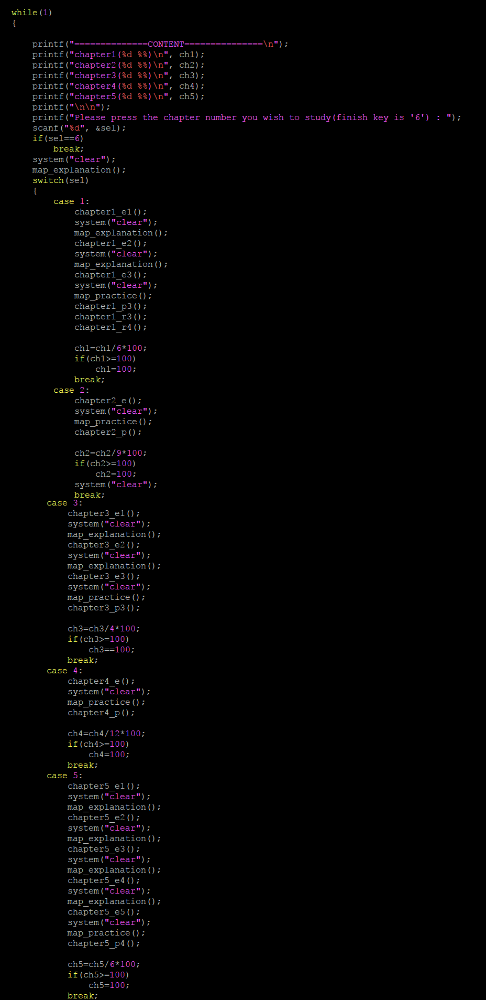 while(1)
{
printf("==============CONTENT===============\n");
printf("chapter1(%d %%)\n", ch1);
printf("chapter2(%d %%)\n", ch2);
printf("chapter3(%d %%)\n", ch3);
printf("chapter4(%d %%)\n", ch4);
printf("chapter5(%d %%)\n", ch5);
printf("\n\n");
printf("Please press the chapter number you wish to study(finish key is '6') : ");
scanf("%d", &sel);
if(sel==6)
break;
system("clear");
map_explanation();
switch(sel)
{
case 1:
chapter1_e1();
system("clear");
map_explanation();
chapter1_e2();
system("clear");
map_explanation();
chapter1_e3();
system("clear");
map_practice();
chapter1_p3();
chapter1_r3();
chapter1_r4();
ch1=ch1/6*100;
if(ch1>=100)
ch1=100;
break;
case 2:
chapter2_e();
system("clear");
map_practice();
chapter2_p();
ch2=ch2/9*100;
if(ch2>=100)
ch2=100;
system("clear");
break;
case 3:
chapter3_e1();
system("clear");
map_explanation();
chapter3_e2();
system("clear");
map_explanation();
chapter3_e3();
system("clear");
map_practice();
chapter3_p3();
ch3=ch3/4*100;
if(ch3>=100)
ch3==100;
break;
case 4:
chapter4_e();
system("clear");
map_practice();
chapter4_p();
ch4=ch4/12*100;
if(ch4>=100)
ch4=100;
break;
case 5:
chapter5_e1();
system("clear");
map_explanation();
chapter5_e2();
system("clear");
map_explanation();
chapter5_e3();
system("clear");
map_explanation();
chapter5_e4();
system("clear");
map_explanation();
chapter5_e5();
system("clear");
map_practice();
chapter5_p4();
ch5=ch5/6*100;
if(ch5>=100)
ch5=100;
break;